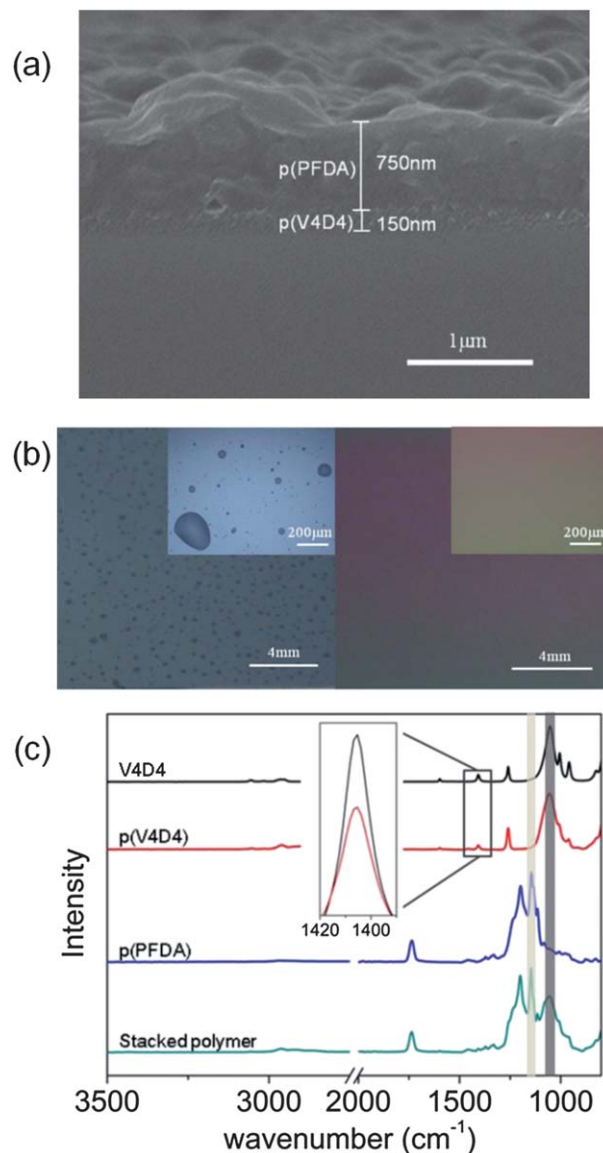 (a)
p(PFDA) 750nm
p(V4D4) 150nm
1μm
(b)
200μm
4mm
200μm
4mm
(c)
V4D4
p(V4D4)
p(PFDA)
Stacked polymer
1420 1400
Intensity
3500 3000 2000 1500 1000
wavenumber (cm⁻¹)